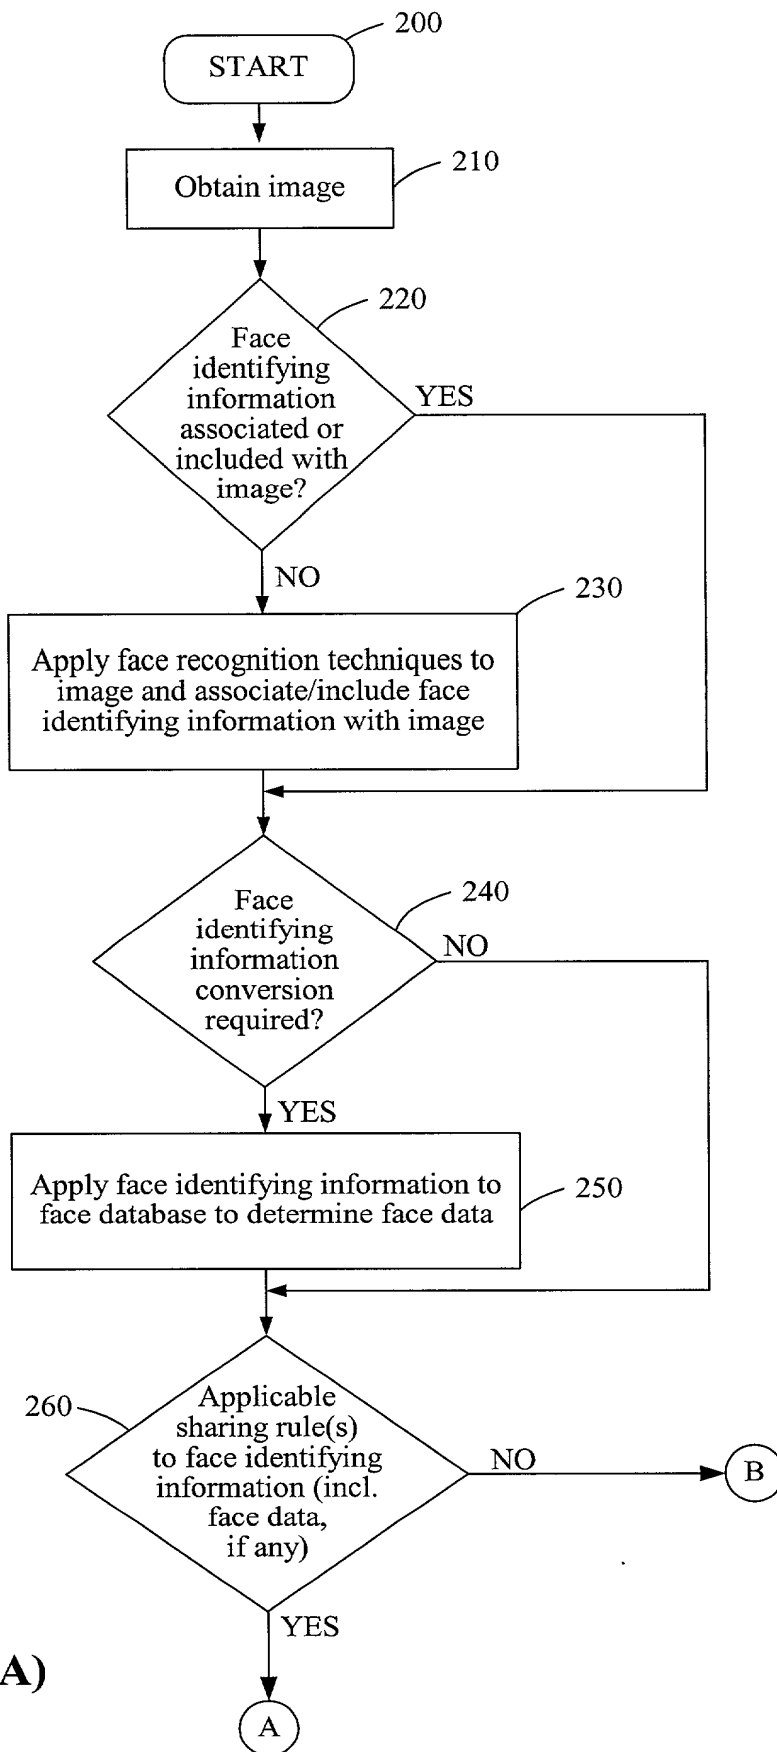 200
START
210
Obtain image
220
Face
identifying
information
associated or
included with
image?
YES
NO
230
Apply face recognition techniques to
image and associate/include face
identifying information with image
240
Face
identifying
information
conversion
required?
NO
YES
250
Apply face identifying information to
face database to determine face data
260
Applicable
sharing rule(s)
to face identifying
information (incl.
face data,
if any)
NO
B
YES
A)
A